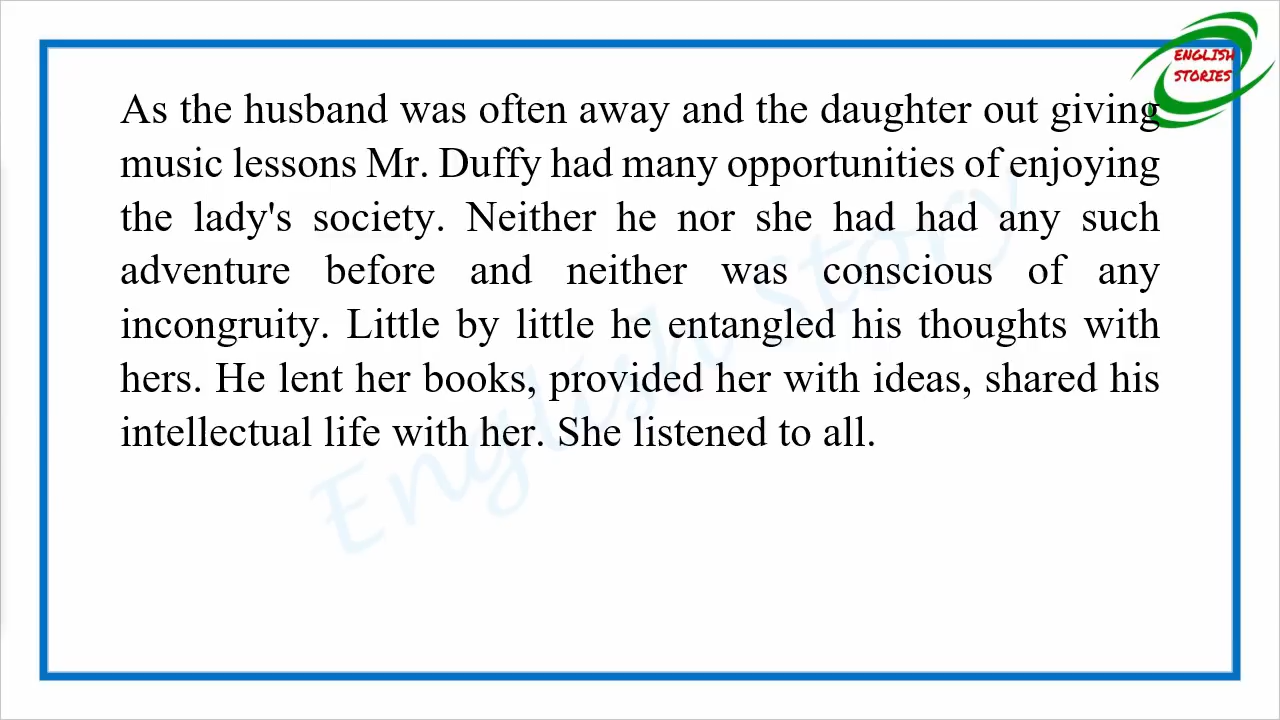 ENGLISH
STORIES
As the husband was often away and the daughter out giving
music lessons Mr. Duffy had many opportunities of enjoying
the lady's society. Neither he nor she had had any such
adventure before and neither was conscious of any
incongruity. Little by little he entangled his thoughts with
hers. He lent her books, provided her with ideas, shared his
intellectual life with her. She listened to all.
English Story